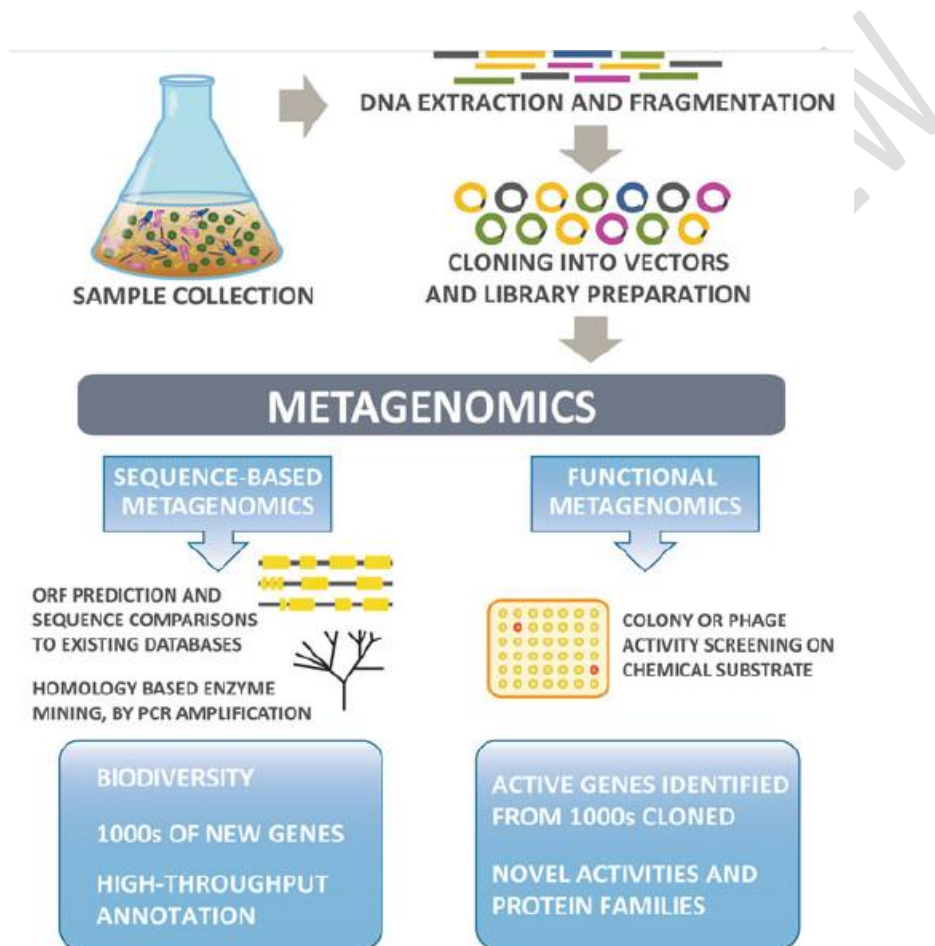 DNA EXTRACTION AND FRAGMENTATION
SAMPLE COLLECTION
CLONING INTO VECTORS
AND LIBRARY PREPARATION
METAGENOMICS
SEQUENCE-BASED
METAGENOMICS
FUNCTIONAL
METAGENOMICS
ORF PREDICTION AND
SEQUENCE COMPARISONS
TO EXISTING DATABASES
HOMOLOGY BASED ENZYME
MINING, BY PCR AMPLIFICATION
COLONY OR PHAGE
ACTIVITY SCREENING ON
CHEMICAL SUBSTRATE
BIODIVERSITY
1000s OF NEW GENES
HIGH-THROUGHPUT
ANNOTATION
ACTIVE GENES IDENTIFIED
FROM 1000s CLONED
NOVEL ACTIVITIES AND
PROTEIN FAMILIES